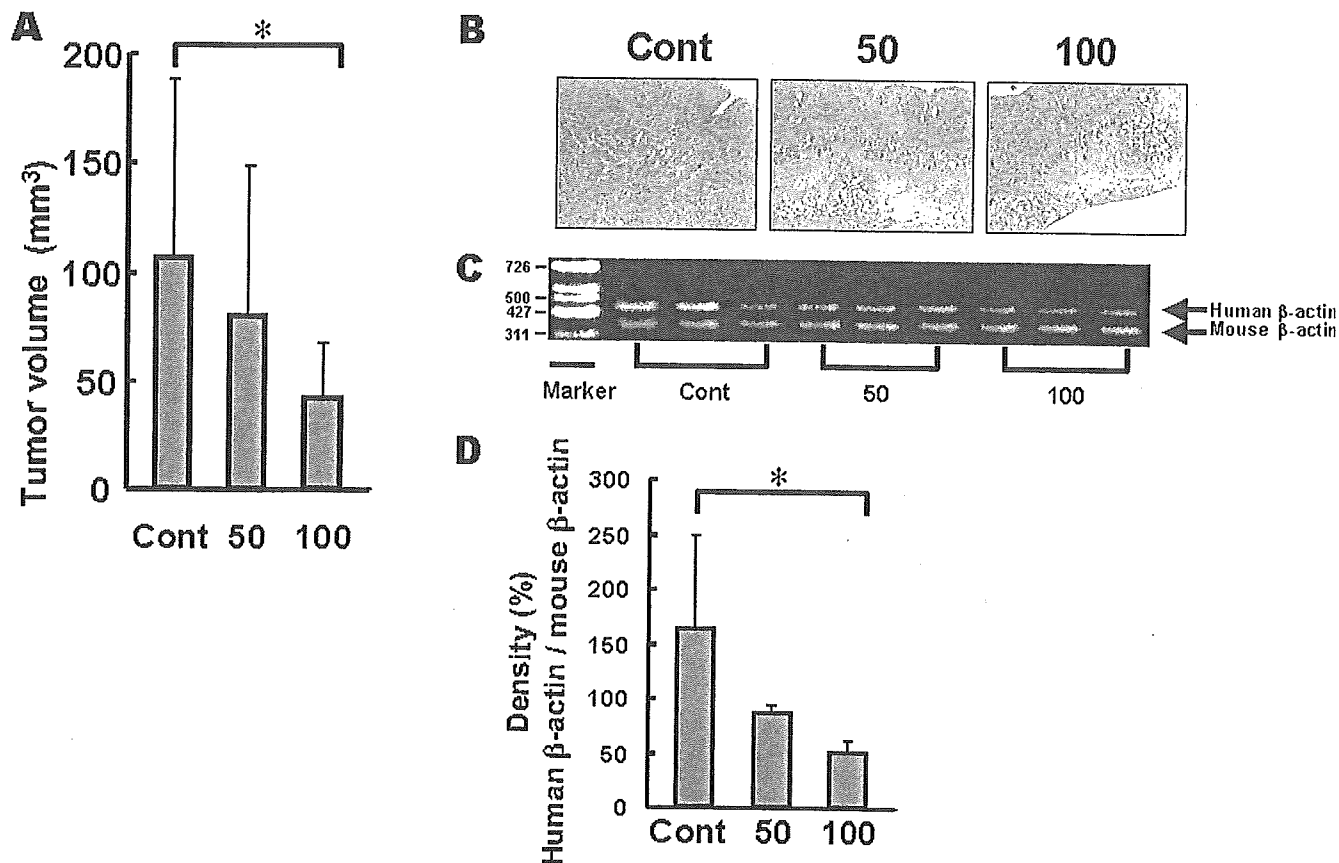 A
*
200
150
100
50
0
Tumor volume (mm³)
Cont 50 100
B
Cont 50 100
C
726
500
427
311
Human β-actin
Mouse β-actin
Marker
Cont
50
100
D
*
300
250
200
150
100
50
0
Density (%)
Human β-actin / mouse β-actin
Cont 50 100